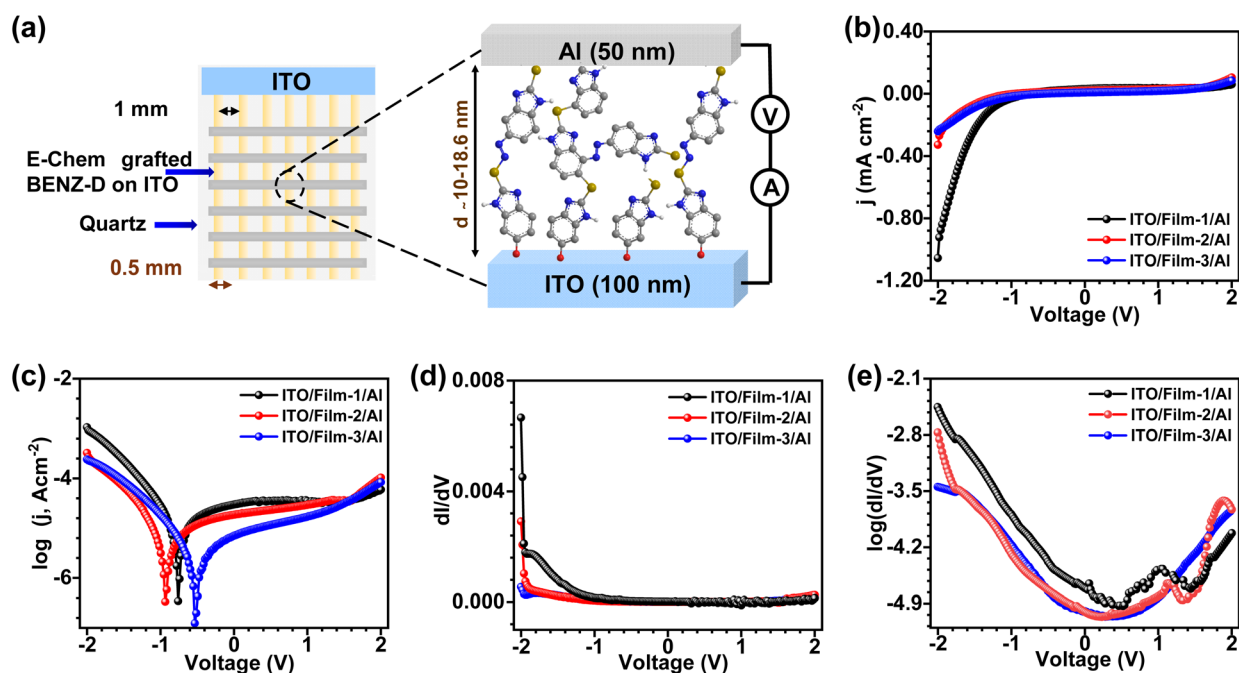 (a)
ITO
1 mm
E-Chem grafted
BENZ-D on ITO
Quartz
0.5 mm
Al (50 nm)
d ~10-18.6 nm
V
A
ITO (100 nm)
(b)
j (mA cm-2)
0.40
0.00
-0.40
-0.80
-1.20
ITO/Film-1/Al
ITO/Film-2/Al
ITO/Film-3/Al
-2 -1 0 1 2
Voltage (V)
(c)
log (j, Acm-2)
-2
-4
-6
ITO/Film-1/Al
ITO/Film-2/Al
ITO/Film-3/Al
-2 -1 0 1 2
Voltage (V)
(d)
dI/dV
0.008
0.004
0.000
ITO/Film-1/Al
ITO/Film-2/Al
ITO/Film-3/Al
-2 -1 0 1 2
Voltage (V)
(e)
log(dI/dV)
-2.1
-2.8
-3.5
-4.2
-4.9
ITO/Film-1/Al
ITO/Film-2/Al
ITO/Film-3/Al
-2 -1 0 1 2
Voltage (V)